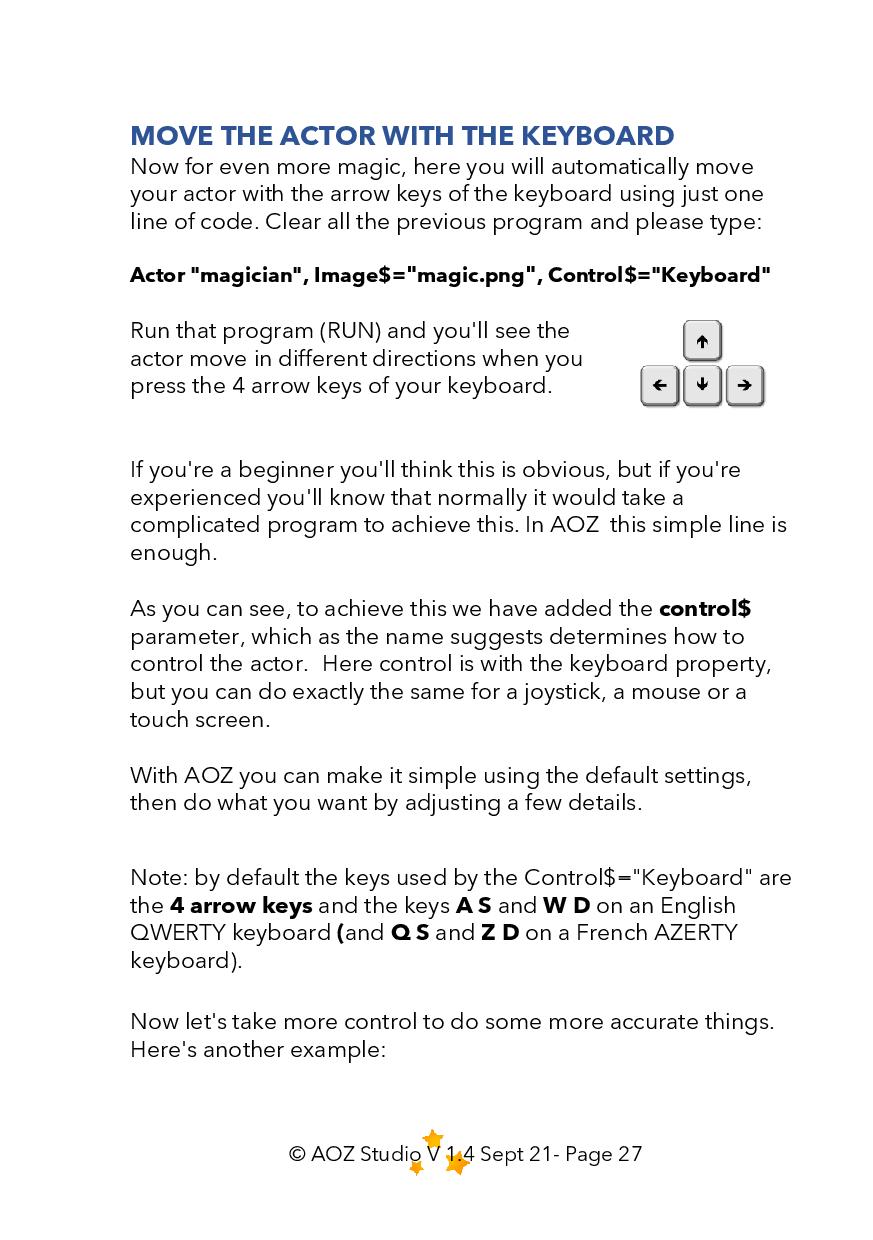 MOVE THE ACTOR WITH THE KEYBOARD
Now for even more magic, here you will automatically move
your actor with the arrow keys of the keyboard using just one
line of code. Clear all the previous program and please type:
Actor "magician", Image$="magic.png", Control$="Keyboard"
Run that program (RUN) and you'll see the
actor move in different directions when you
press the 4 arrow keys of your keyboard.
If you're a beginner you'll think this is obvious, but if you're
experienced you'll know that normally it would take a
complicated program to achieve this. In AOZ  this simple line is
enough.
As you can see, to achieve this we have added the control$
parameter, which as the name suggests determines how to
control the actor.  Here control is with the keyboard property,
but you can do exactly the same for a joystick, a mouse or a
touch screen.
With AOZ you can make it simple using the default settings,
then do what you want by adjusting a few details.
Note: by default the keys used by the Control$="Keyboard" are
the 4 arrow keys and the keys A S and W D on an English
QWERTY keyboard (and Q S and Z D on a French AZERTY
keyboard).
Now let's take more control to do some more accurate things.
Here's another example:
© AOZ Studio V 1.4 Sept 21- Page 27